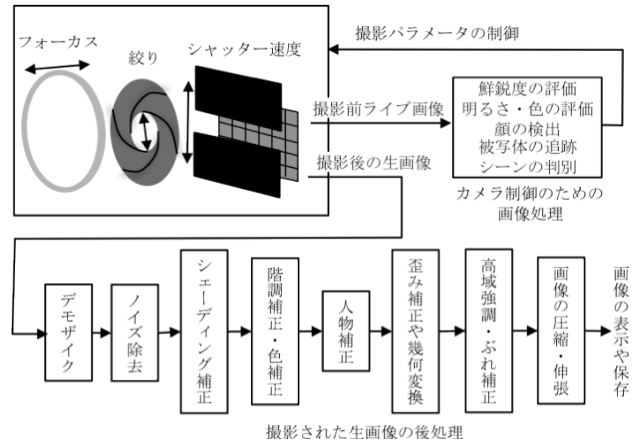 フォーカス
絞り
シャッター速度
撮影パラメータの制御
撮影前ライブ画像
撮影後の生画像
鮮鋭度の評価
明るさ・色の評価
顔の検出
被写体の追跡
シーンの判別
カメラ制御のための
画像処理
デモザイク
ノイズ除去
シェーディング補正
階調補正・色補正
人物補正
歪み補正や幾何変換
高域強調・ぶれ補正
画像の圧縮・伸張
画像の表示や保存
撮影された生画像の後処理